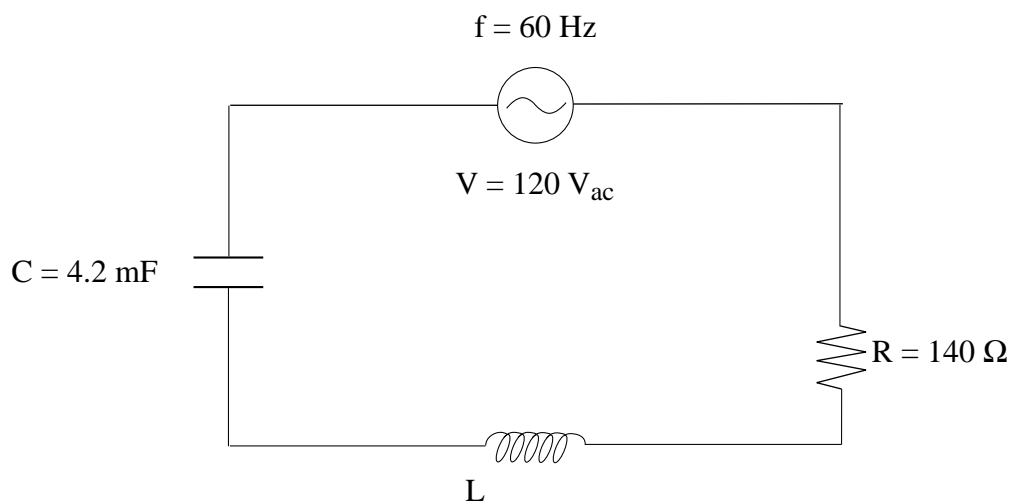 f = 60 Hz
V = 120 Vac
C = 4.2 mF
R = 140 Ω
L